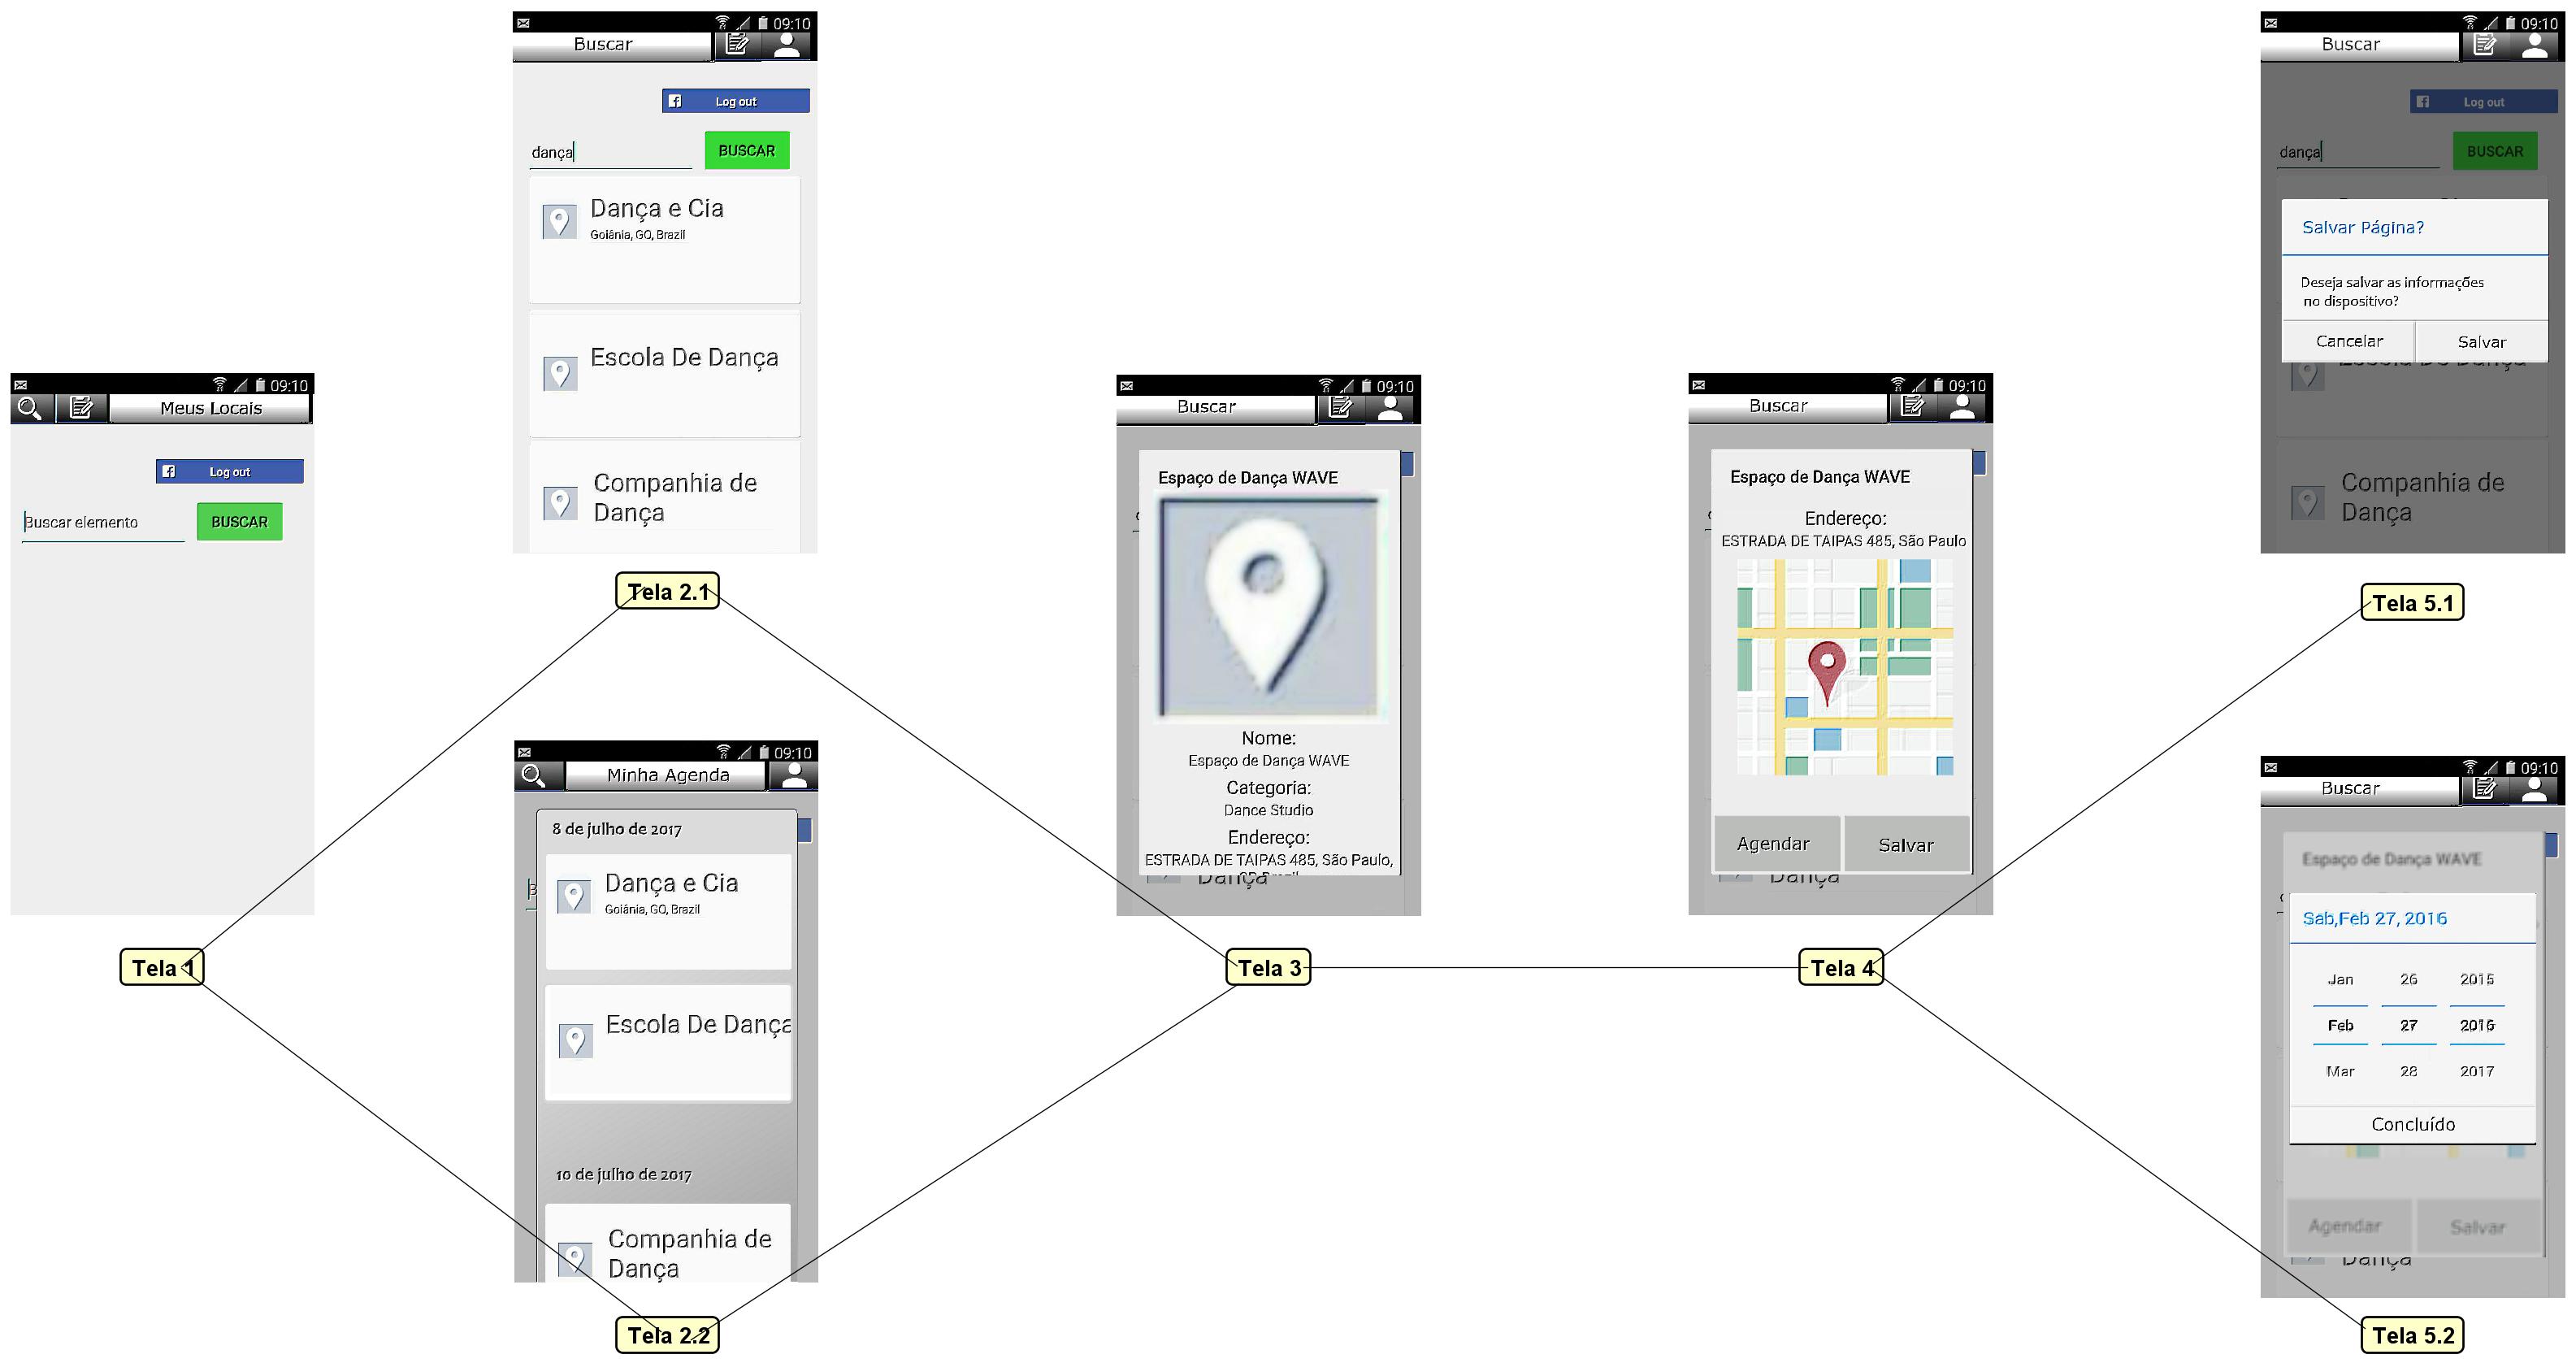 09:10
Meus Locais
Log out
Buscar elemento
BUSCAR
Tela 1
09:10
Buscar
Log out
dança
BUSCAR
Dança e Cia
Goiânia, GO, Brazil
Escola De Dança
Companhia de
Dança
Tela 2.1
09:10
Minha Agenda
8 de julho de 2017
Dança e Cia
Goiânia, GO, Brazil
Escola De Dança
10 de julho de 2017
Companhia de
Dança
Tela 2.2
09:10
Buscar
Espaço de Dança WAVE
Nome:
Espaço de Dança WAVE
Categoria:
Dance Studio
Endereço:
ESTRADA DE TAIPAS 485, São Paulo,
Dança
Tela 3
09:10
Buscar
Espaço de Dança WAVE
Endereço:
ESTRADA DE TAIPAS 485, São Paulo
Agendar
Salvar
Dança
Tela 4
09:10
Buscar
Log out
dança
BUSCAR
Salvar Página?
Deseja salvar as informações
no dispositivo?
Cancelar
Salvar
Escola De Dança
Companhia de
Dança
Tela 5.1
09:10
Buscar
Espaço de Dança WAVE
Sab,Feb 27, 2016
Jan 26 2015
Feb 27 2016
Mar 28 2017
Concluído
Agendar
Salvar
Dança
Tela 5.2